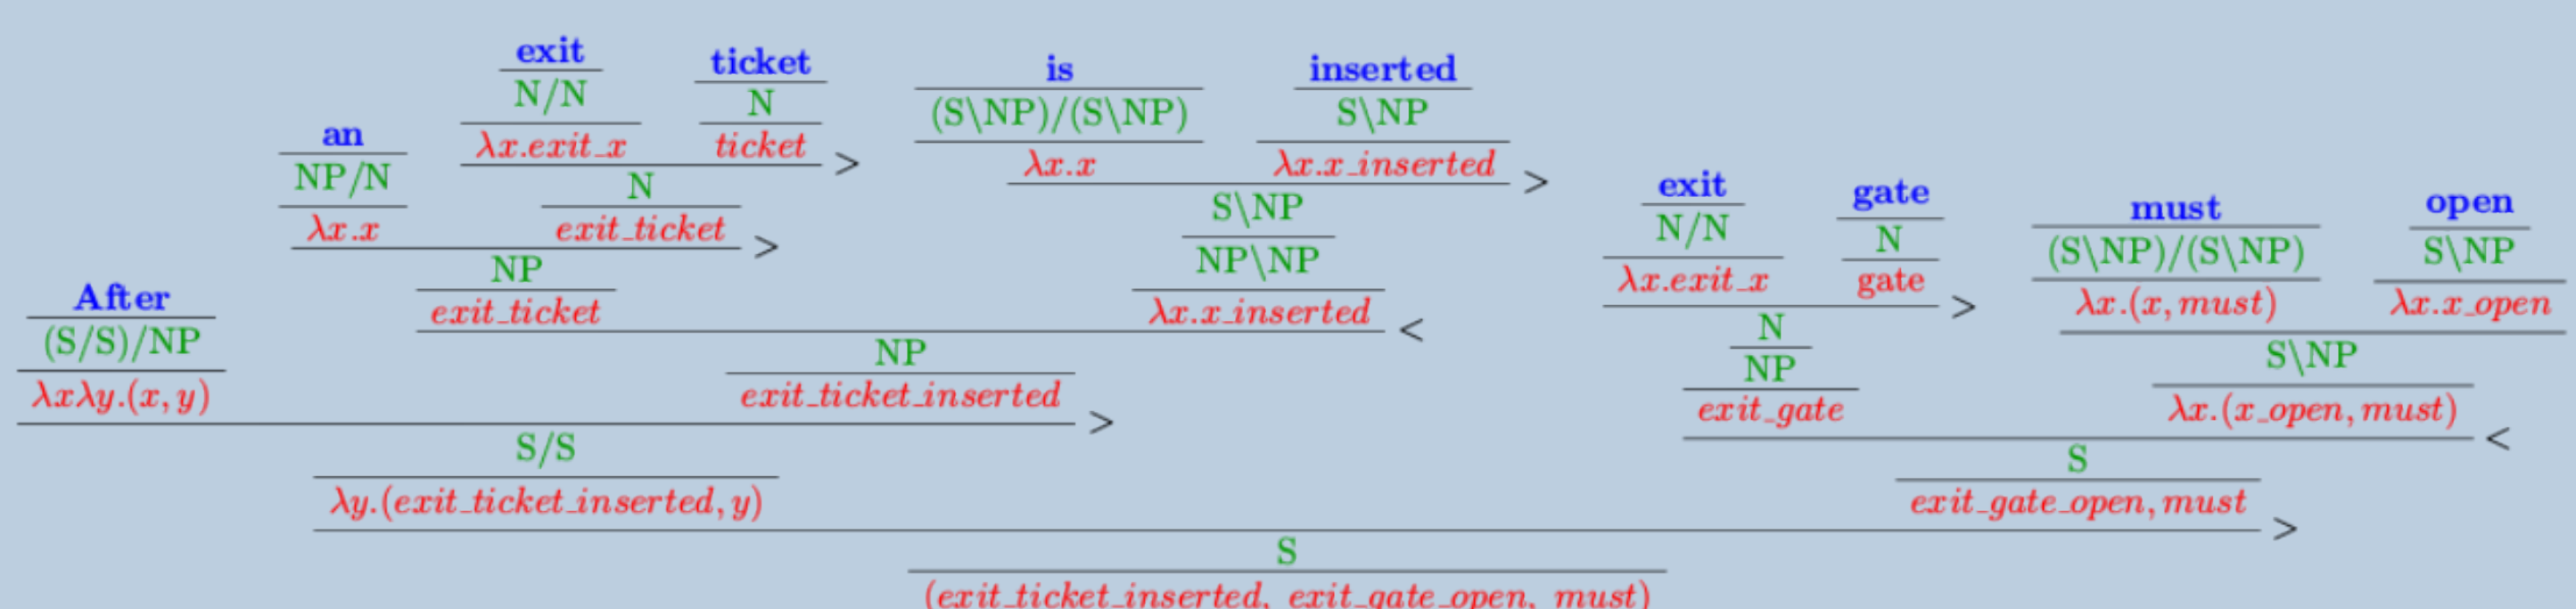 exit
ticket
is
inserted
N/N
N
(S\NP)/(S\NP)
S\NP
an
λx.exit_x
ticket
>
λx.x
λx.x_inserted
>
NP/N
N
S\NP
exit
gate
must
open
λx.x
exit_ticket
>
NP\NP
N/N
N
(S\NP)/(S\NP)
S\NP
NP
λx.exit_x
gate
>
λx.(x, must)
λx.x_open
After
exit_ticket
λx.x_inserted
<
N
S\NP
(S/S)/NP
NP
NP
λx.(x_open, must)
λxλy.(x, y)
exit_ticket_inserted
>
exit_gate
<
S/S
S
λy.(exit_ticket_inserted, y)
exit_gate_open, must
>
S
(exit_ticket_inserted, exit_gate_open, must)